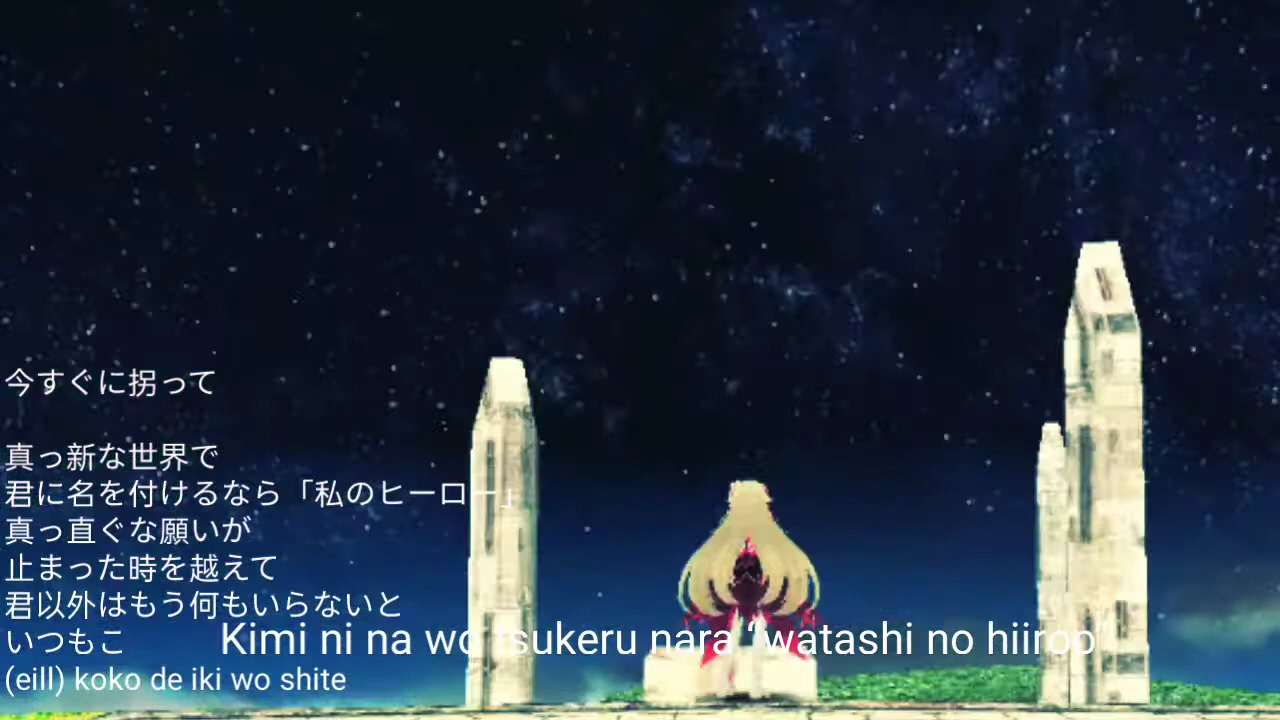 今すぐに拐って
真っ新な世界で
君に名を付けるなら「私のヒーロー」
真っ直ぐな願いが
止まった時を越えて
君以外はもう何もいらないと
いつもこ
Kimi ni na wo tsukeru nara “watashi no hiiroo”
(eill) koko de iki wo shite